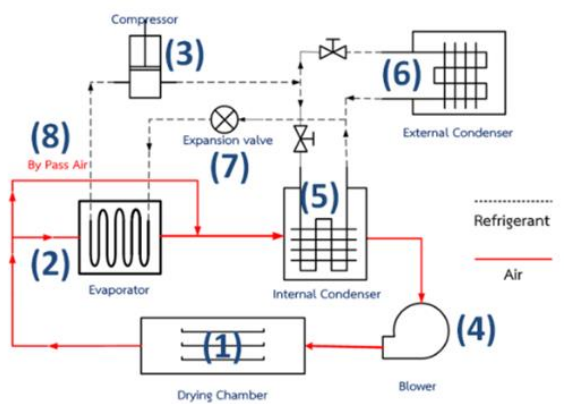 Compressor
(3)
(6)
External Condenser
(8)
By Pass Air
Expansion valve
(7)
(5)
Refrigerant
(2)
Evaporator
Internal Condenser
Air
(1)
(4)
Drying Chamber
Blower